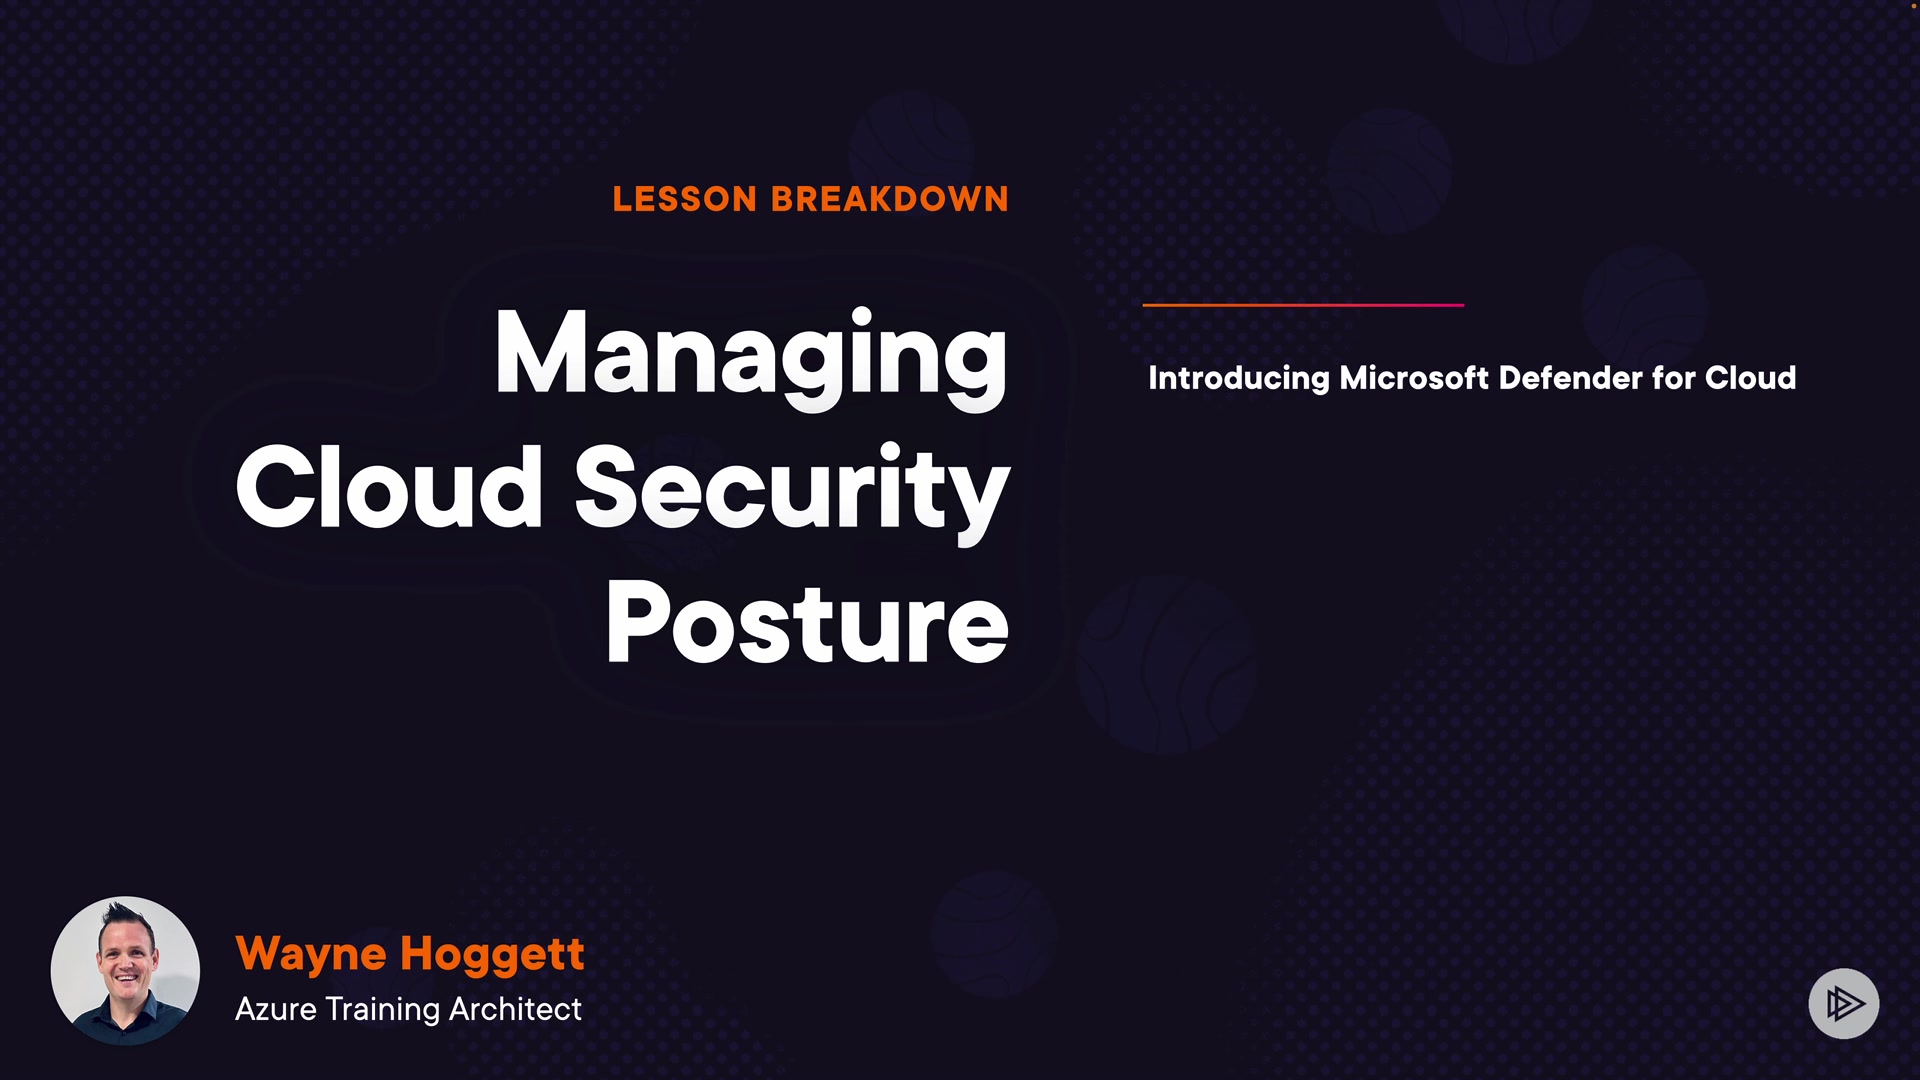 LESSON BREAKDOWN
Managing
Cloud Security
Posture
Introducing Microsoft Defender for Cloud
Wayne Hoggett
Azure Training Architect